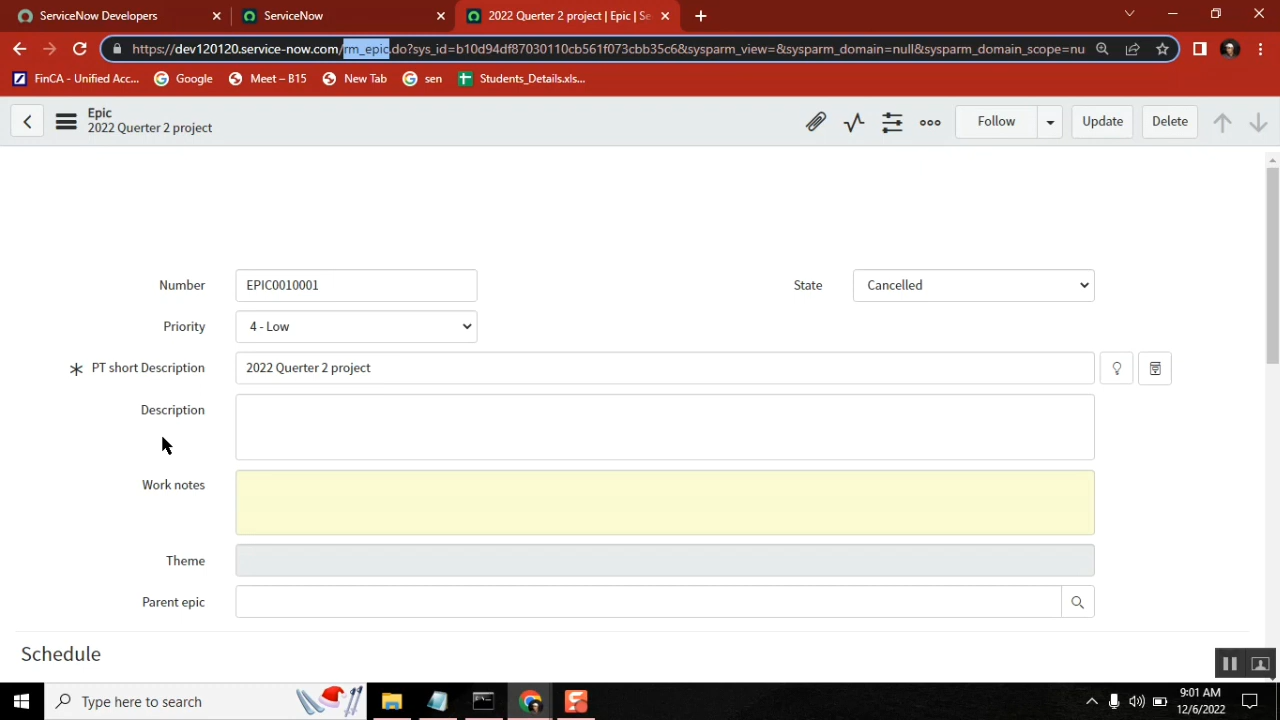 ServiceNow Developers
ServiceNow
2022 Querter 2 project | Epic | Se
https://dev120120.service-now.com/rm_epic.do?sys_id=b10d94df87030110cb561f073cbb35c6&sysparm_view=&sysparm_domain=null&sysparm_domain_scope=nu
FinCA - Unified Acc...
Google
Meet – B15
New Tab
sen
Students_Details.xls...
Epic
2022 Querter 2 project
Follow
Update
Delete
Number
EPIC0010001
State
Cancelled
Priority
4 - Low
PT short Description
2022 Querter 2 project
Description
Work notes
Theme
Parent epic
Schedule
Type here to search
9:01 AM
12/6/2022